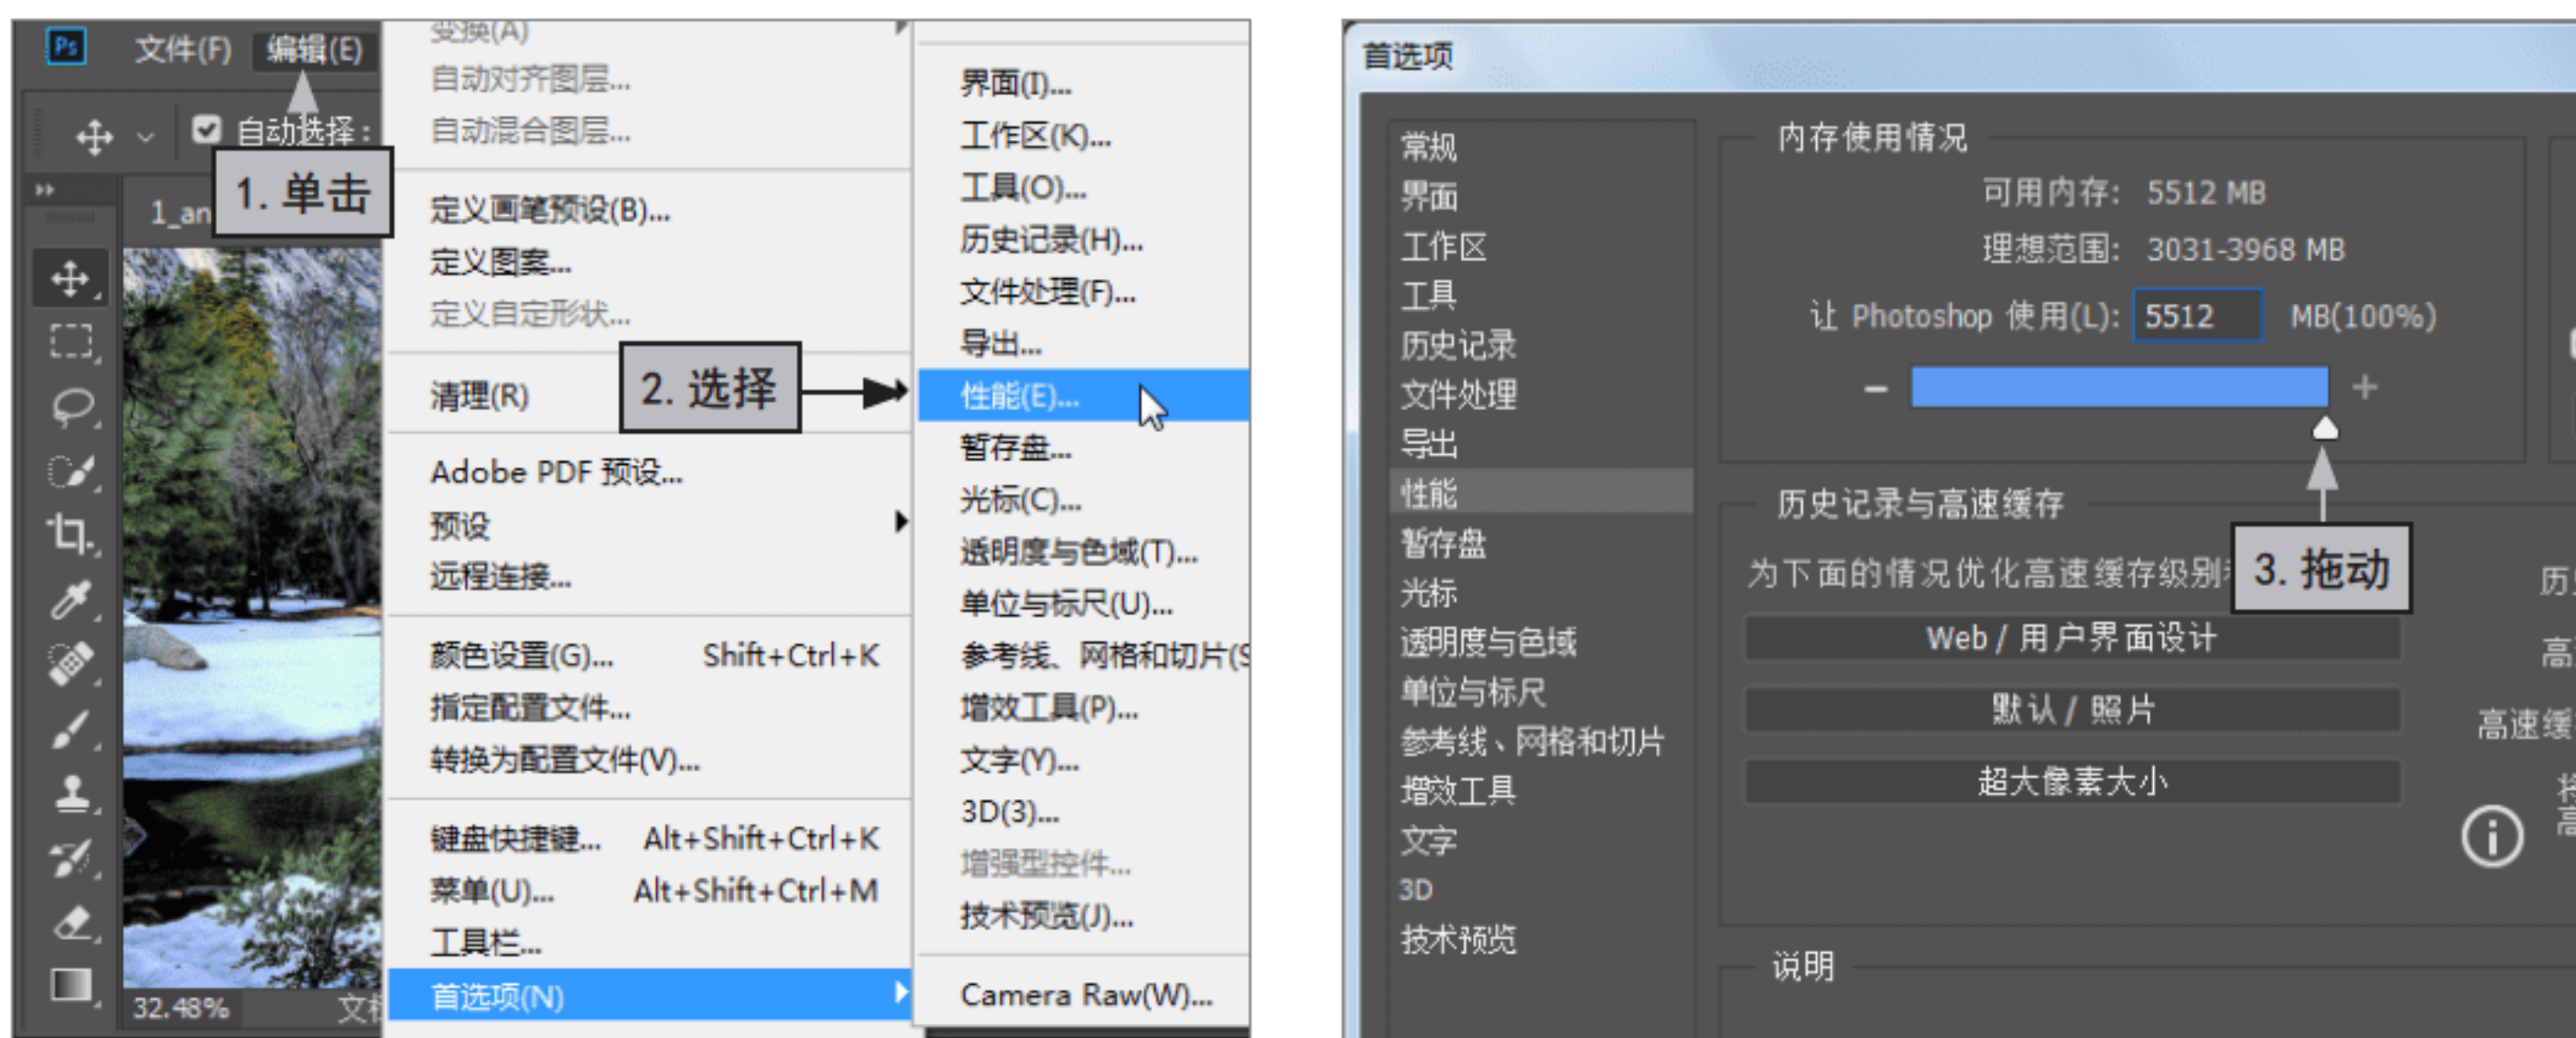 Ps 文件(F) 编辑(E)
自动选择：
1. 单击
1_an
32.48%
变换(A)
自动对齐图层...
自动混合图层...
定义画笔预设(B)...
定义图案...
定义自定形状...
清理(R)
2. 选择
Adobe PDF 预设...
预设
远程连接...
颜色设置(G)... Shift+Ctrl+K
指定配置文件...
转换为配置文件(V)...
键盘快捷键... Alt+Shift+Ctrl+K
菜单(U)... Alt+Shift+Ctrl+M
工具栏...
首选项(N)
界面(I)...
工作区(K)...
工具(O)...
历史记录(H)...
文件处理(F)...
导出...
性能(E)...
暂存盘...
光标(C)...
透明度与色域(T)...
单位与标尺(U)...
参考线、网格和切片(S
增效工具(P)...
文字(Y)...
3D(3)...
增强型控件...
技术预览(J)...
Camera Raw(W)...
首选项
常规
界面
工作区
工具
历史记录
文件处理
导出
性能
暂存盘
光标
透明度与色域
单位与标尺
参考线、网格和切片
增效工具
文字
3D
技术预览
内存使用情况
可用内存: 5512 MB
理想范围: 3031-3968 MB
让 Photoshop 使用(L): 5512 MB(100%)
− +
历史记录与高速缓存
3. 拖动
为下面的情况优化高速缓存级别
Web / 用户界面设计
默认 / 照片
超大像素大小
高速缓
说明